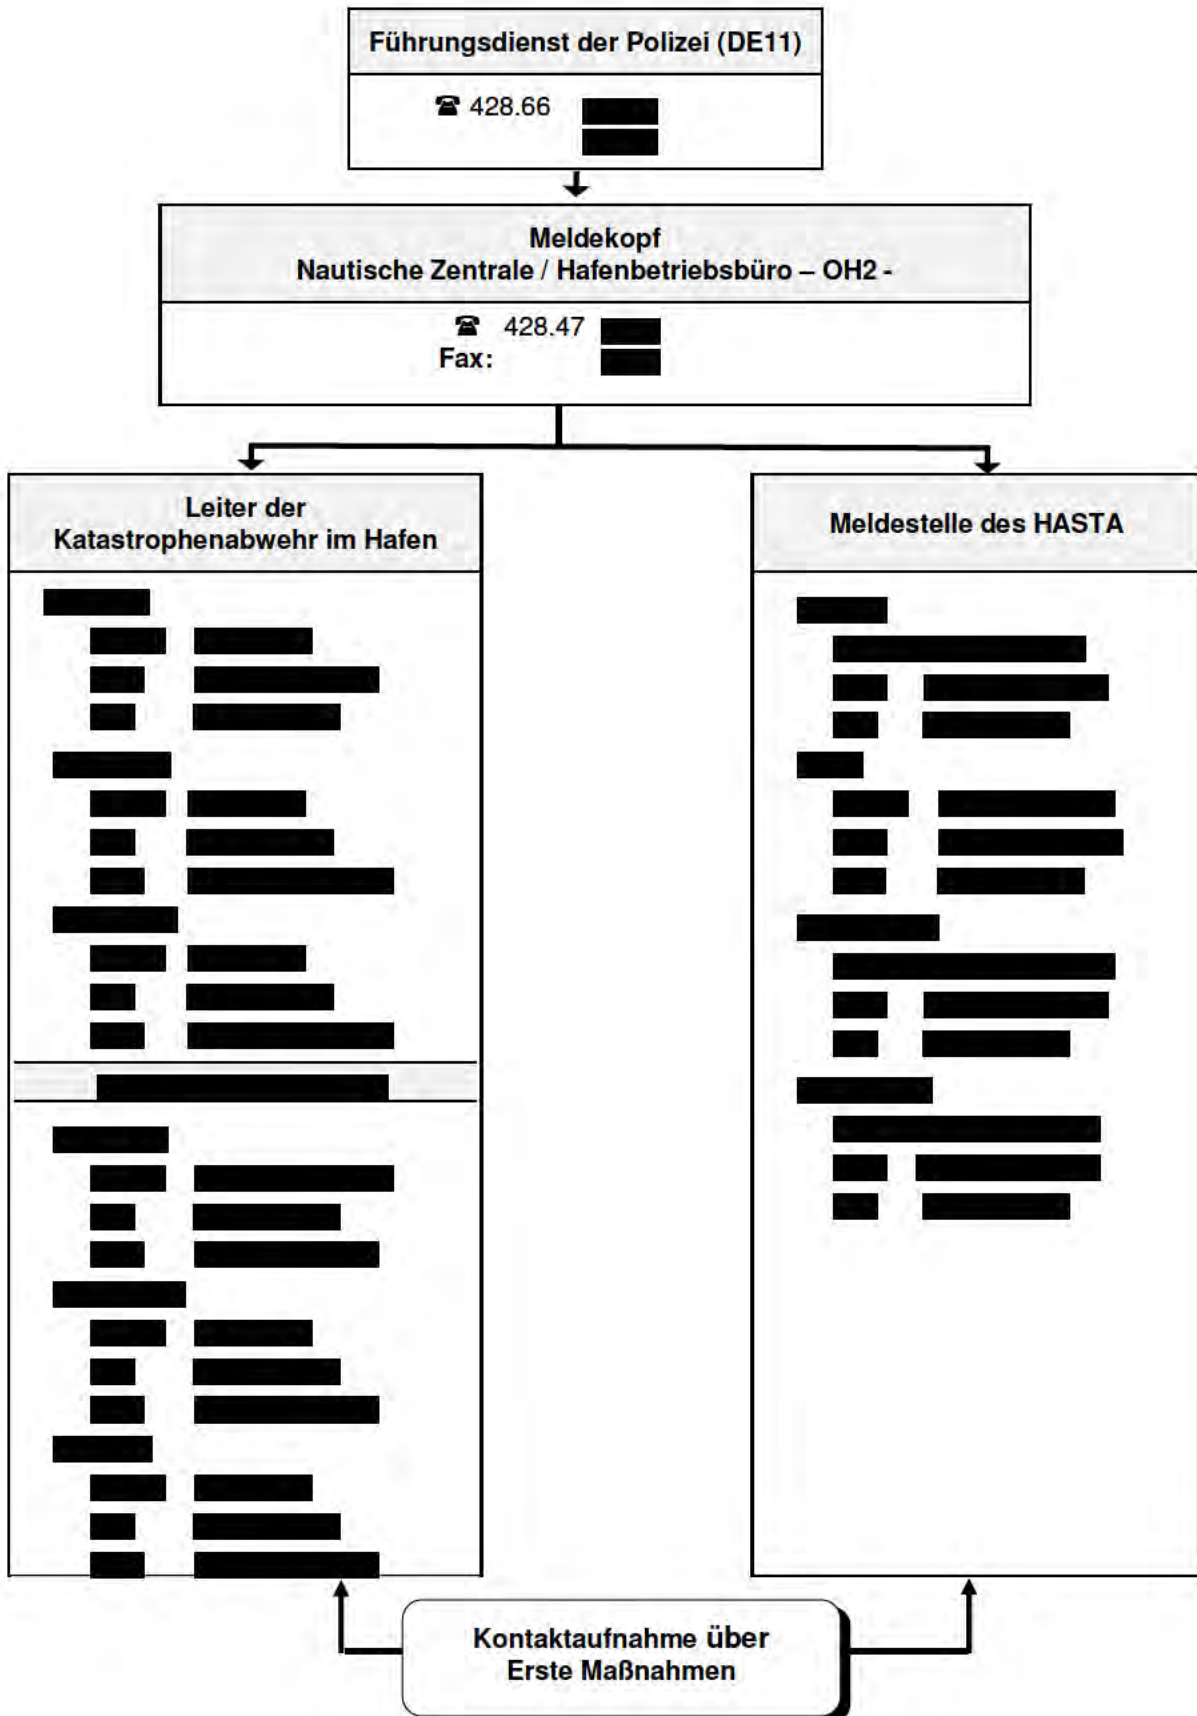 Führungsdienst der Polizei (DE11)
☎ 428.66
Meldekopf
Nautische Zentrale / Hafenbetriebsbüro – OH2 -
☎ 428.47
Fax:
Leiter der
Katastrophenabwehr im Hafen
Meldestelle des HASTA
Kontaktaufnahme über
Erste Maßnahmen